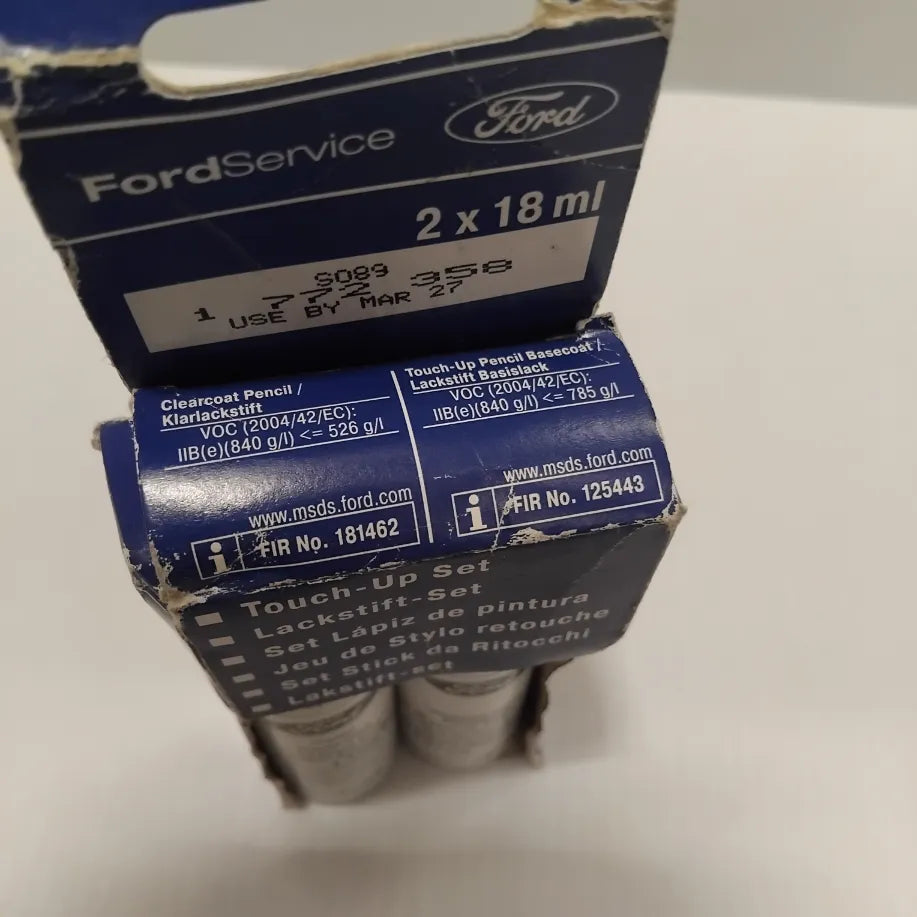 FordService
Ford
2 x 18 ml
S089
1 772 358
USE BY MAR 27
Clearcoat Pencil /
Klarlackstift
VOC (2004/42/EC):
IIB(e)(840 g/l) <= 526 g/l
www.msds.ford.com
i FIR No. 181462
Touch-Up Pencil Basecoat /
Lackstift Basislack
VOC (2004/42/EC):
IIB(e)(840 g/l) <= 785 g/l
www.msds.ford.com
i FIR No. 125443
Touch-Up Set
Lackstift-Set
Set Lápiz de pintura
Jeu de Stylo retouche
Set Stick da Ritocchi
Lakstift-set